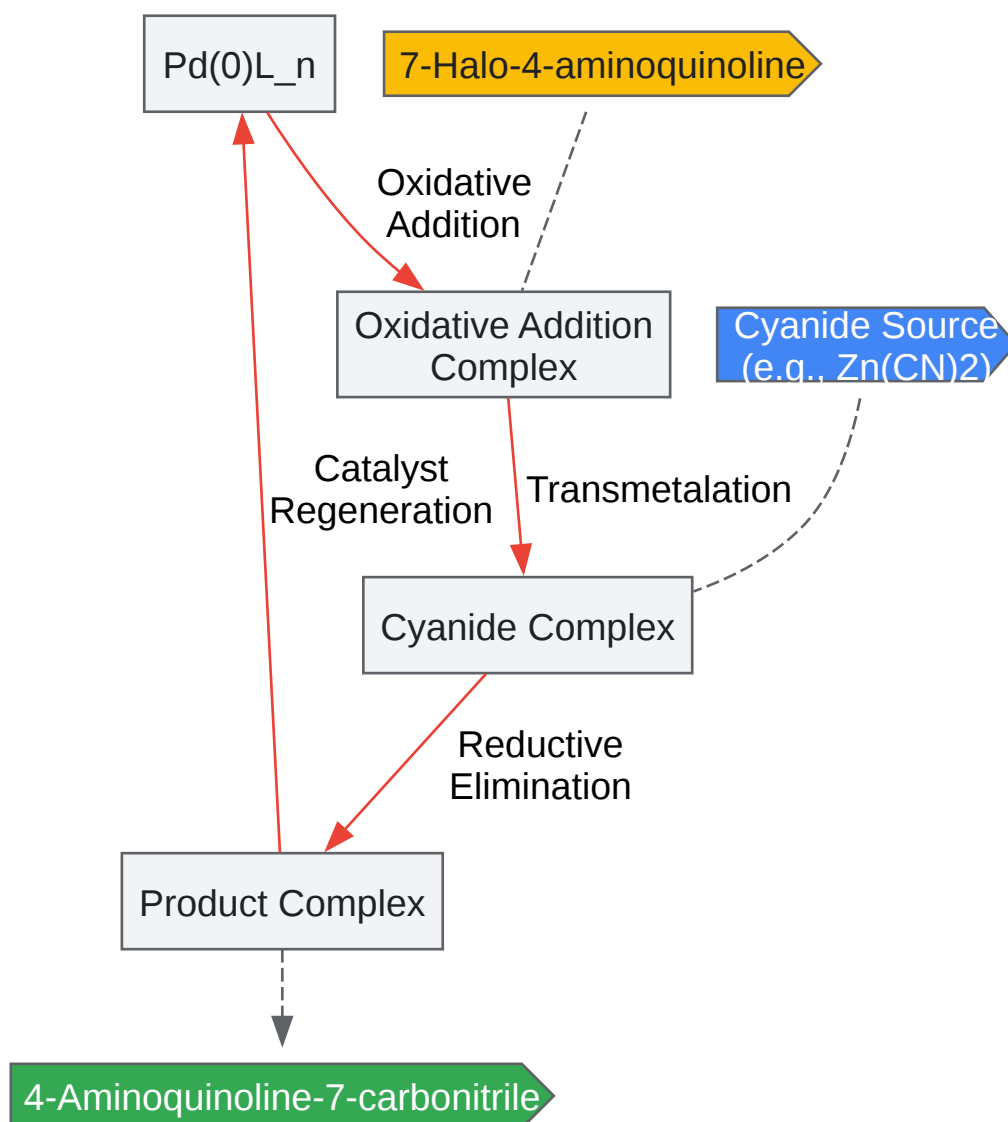 Pd(0)L_n
7-Halo-4-aminoquinoline
Oxidative
Addition
Oxidative Addition
Complex
Cyanide Source
(e.g., Zn(CN)2)
Catalyst
Regeneration
Transmetalation
Cyanide Complex
Reductive
Elimination
Product Complex
4-Aminoquinoline-7-carbonitrile